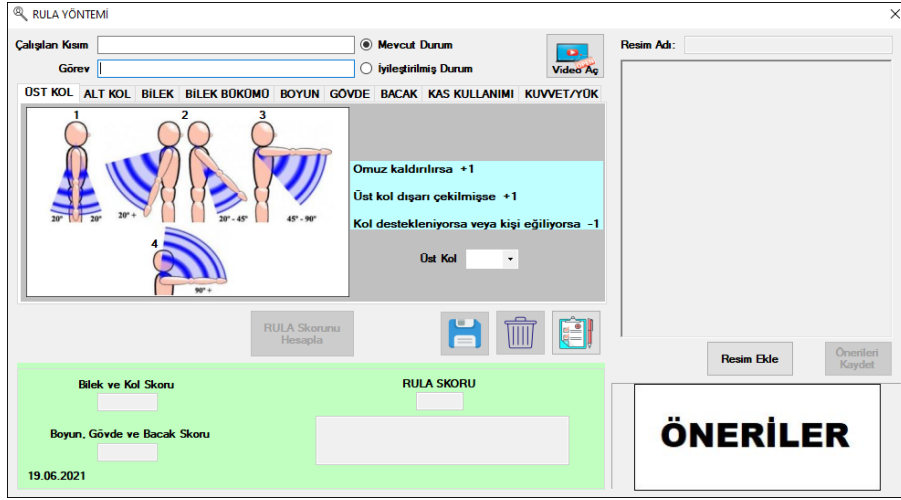 RULA YÖNTEMİ
Çalışılan Kısım
Mevcut Durum
Görev
İyileştirilmiş Durum
Video Aç
Resim Adı:
ÜST KOL ALT KOL BİLEK BİLEK BÜKÜMÜ BOYUN GÖVDE BACAK KAS KULLANIMI KUVVET/YÜK
1 2 3
20° 20° 20° + 20° - 45° 45° - 90°
4
90° +
Omuz kaldırılırsa +1
Üst kol dışarı çekilmişse +1
Kol destekleniyorsa veya kişi eğiliyorsa -1
Üst Kol
RULA Skorunu
Hesapla
Resim Ekle
Önerileri
Kaydet
Bilek ve Kol Skoru
RULA SKORU
Boyun, Gövde ve Bacak Skoru
19.06.2021
ÖNERİLER